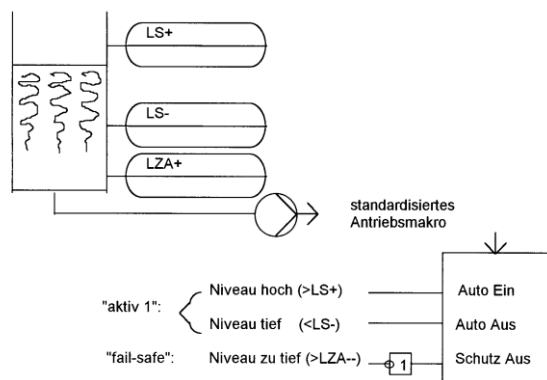 LS+
LS-
LZA+
standardisiertes
Antriebsmakro
"aktiv 1": Niveau hoch (>LS+) Auto Ein
Niveau tief (<LS-) Auto Aus
"fail-safe": Niveau zu tief (>LZA--) 1 Schutz Aus